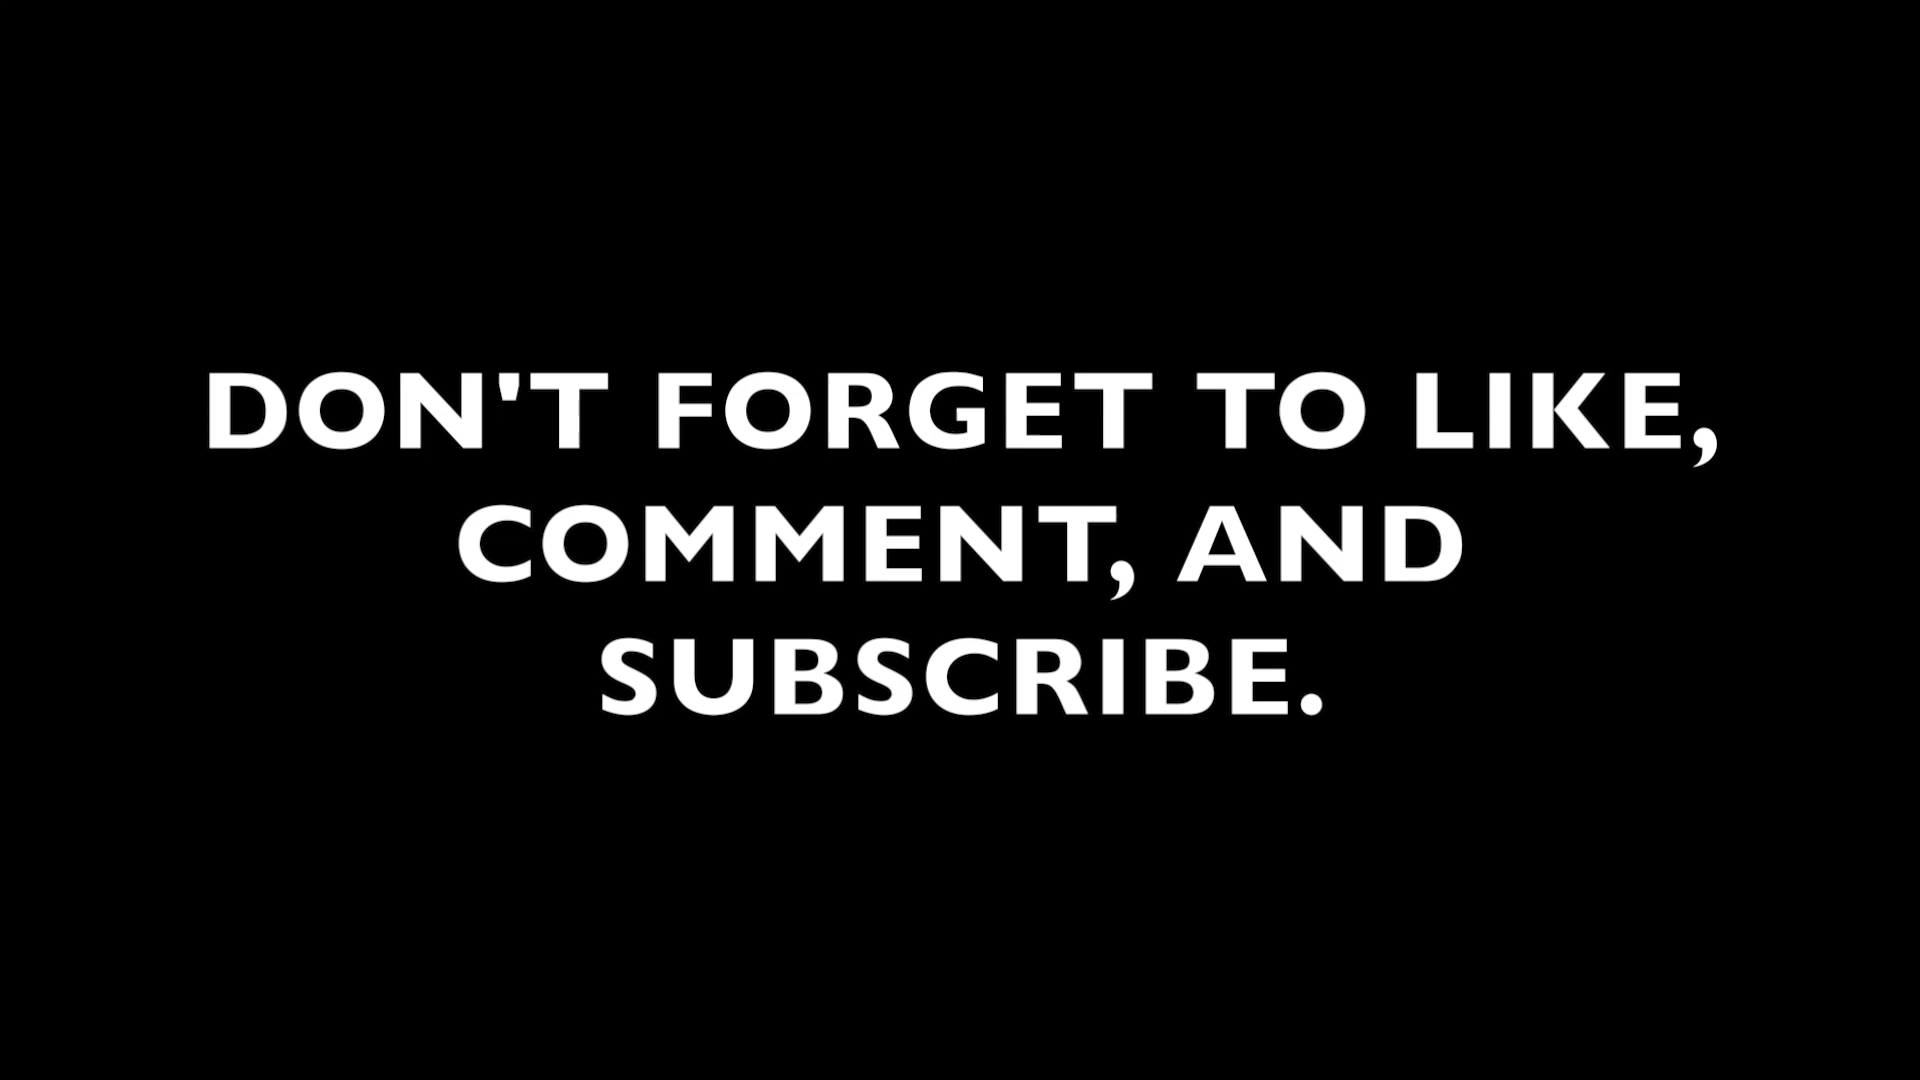 DON'T FORGET TO LIKE,
COMMENT, AND
SUBSCRIBE.